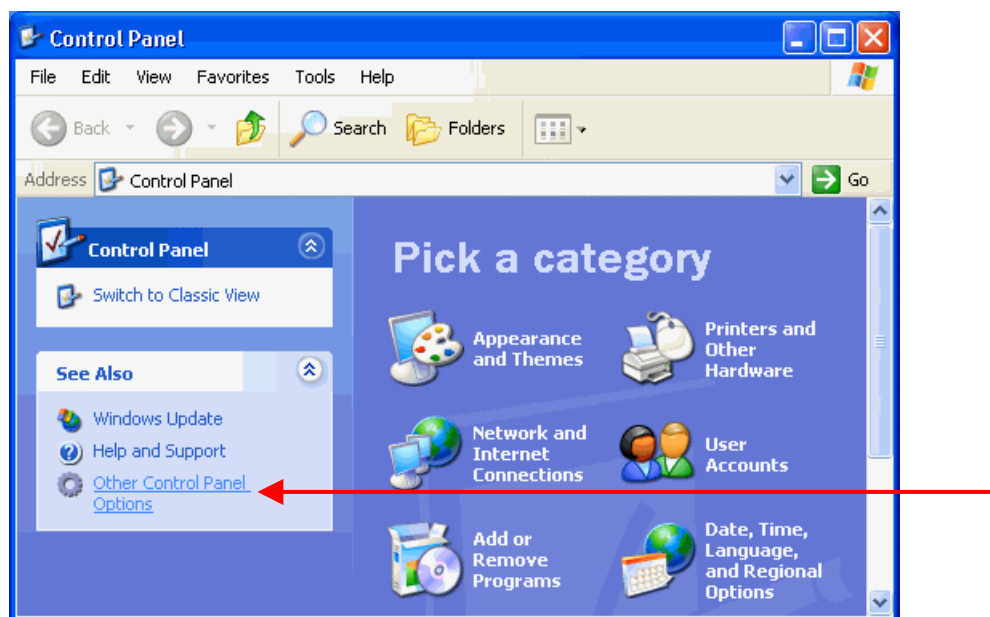 Control Panel
File Edit View Favorites Tools Help
Back Search Folders
Address Control Panel Go
Control Panel
Switch to Classic View
See Also
Windows Update
Help and Support
Other Control Panel
Options
Pick a category
Appearance
and Themes
Printers and
Other
Hardware
Network and
Internet
Connections
User
Accounts
Add or
Remove
Programs
Date, Time,
Language,
and Regional
Options